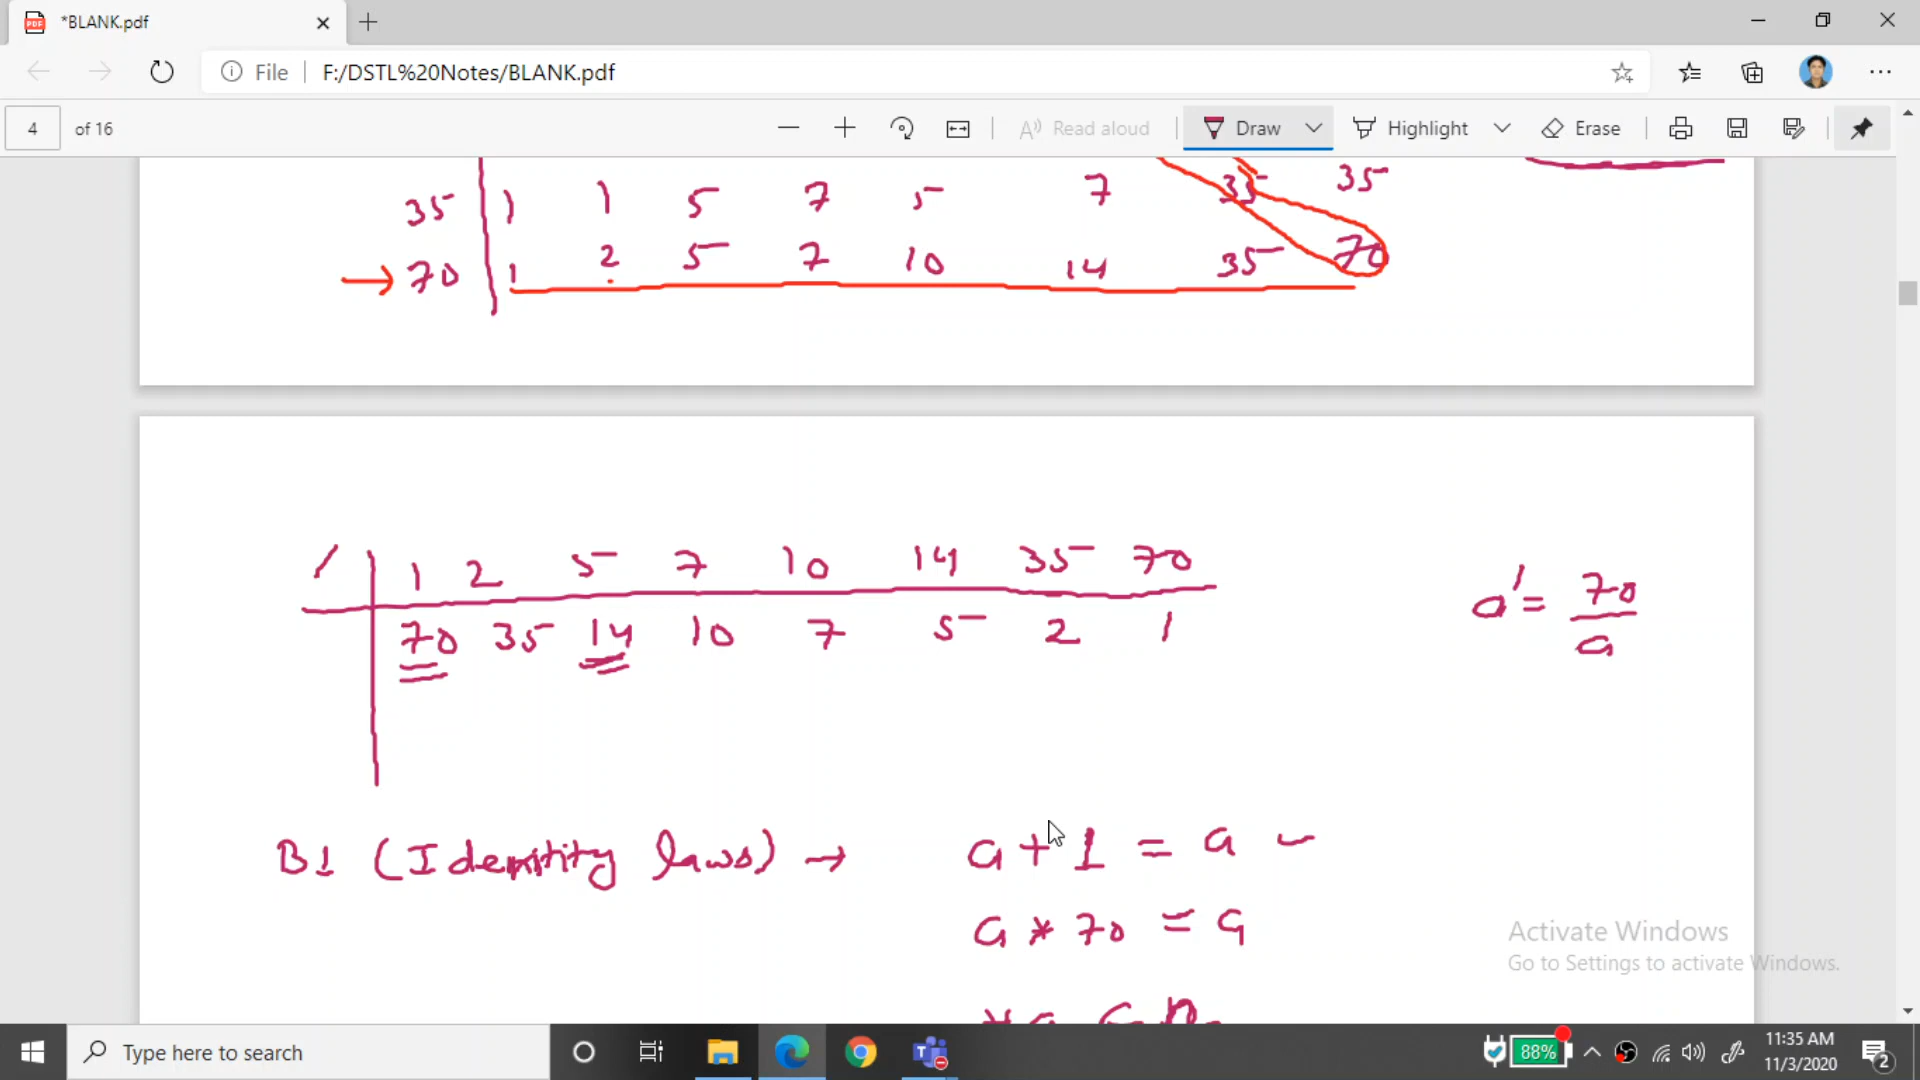 *BLANK.pdf
File F:/DSTL%20Notes/BLANK.pdf
4 of 16 Read aloud Draw Highlight Erase
35 1 1 5 7 5 7 35 35
→ 70 1 2 5 7 10 14 35 70
/ 1 2 5 7 10 14 35 70
70 35 14 10 7 5 2 1
a' = 70/a
B1 (Identity laws) → a + 1 = a
a * 70 = a
Activate Windows
Go to Settings to activate Windows.
Type here to search
88%
11:35 AM
11/3/2020
2